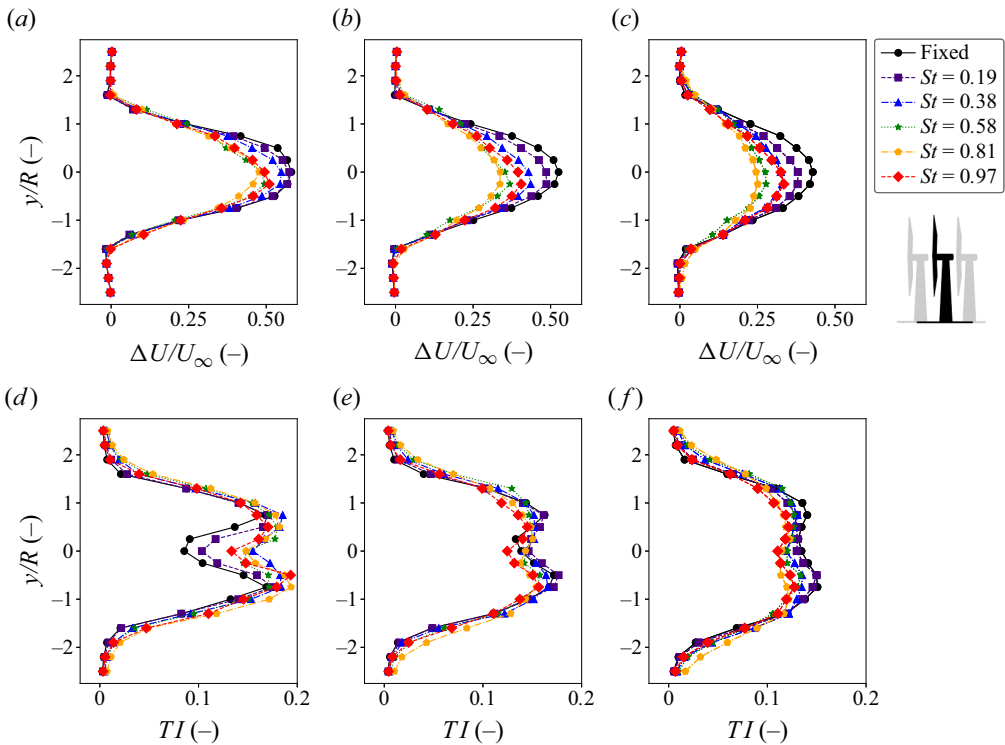 (a) (b) (c)
y/R (–) 2 1 0 –1 –2
0 0.25 0.50 0 0.25 0.50 0 0.25 0.50
ΔU/U∞ (–) ΔU/U∞ (–) ΔU/U∞ (–)
Fixed
St = 0.19
St = 0.38
St = 0.58
St = 0.81
St = 0.97
(d) (e) (f)
y/R (–) 2 1 0 –1 –2
0 0.1 0.2 0 0.1 0.2 0 0.1 0.2
TI (–) TI (–) TI (–)